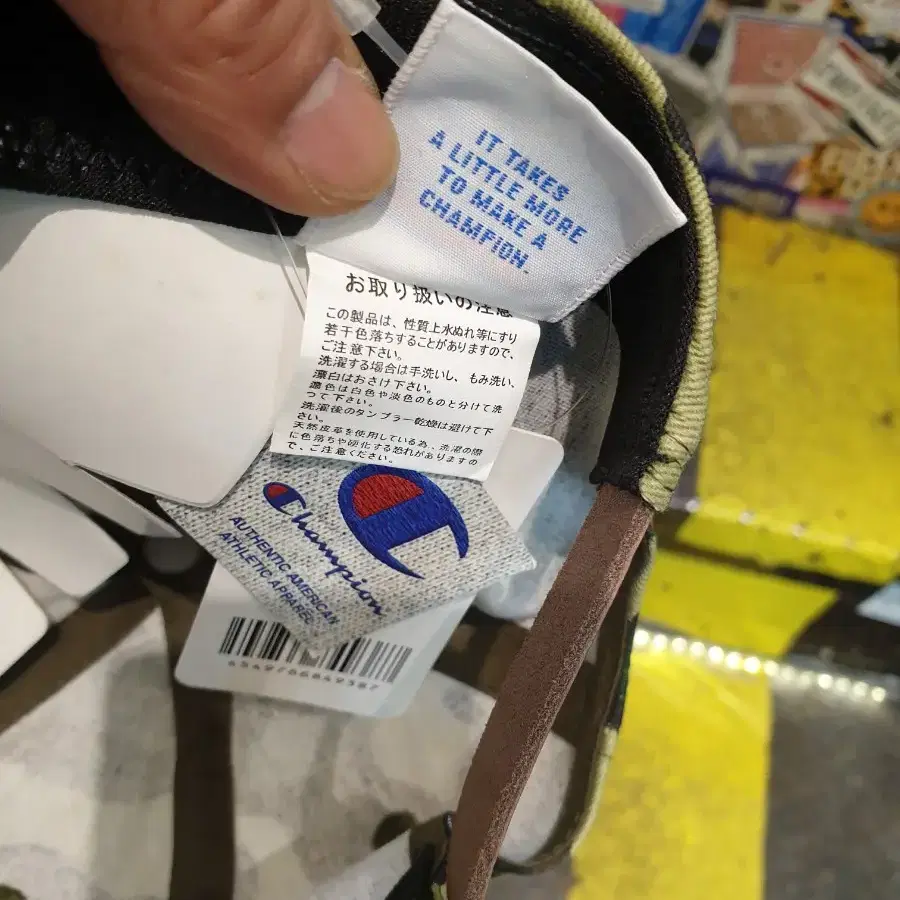 IT TAKES
A LITTLE MORE
TO MAKE A
CHAMPION.
お取り扱いの注意
この製品は、性質上水ぬれ等にすり
若干色落ちすることがありますので、
ご注意下さい。
洗濯する場合は手洗いし、もみ洗い、
漂白はおさけ下さい。
濃色は白色や淡色のものと分けて洗
って下さい。
洗濯後のタンブラー乾燥は避けて下
さい。
天然皮革を使用している為、洗濯の際
に色落ちや硬化する恐れがありますの
で、ご注意ください。
Champion
AUTHENTIC AMERICAN
ATHLETIC APPAREL